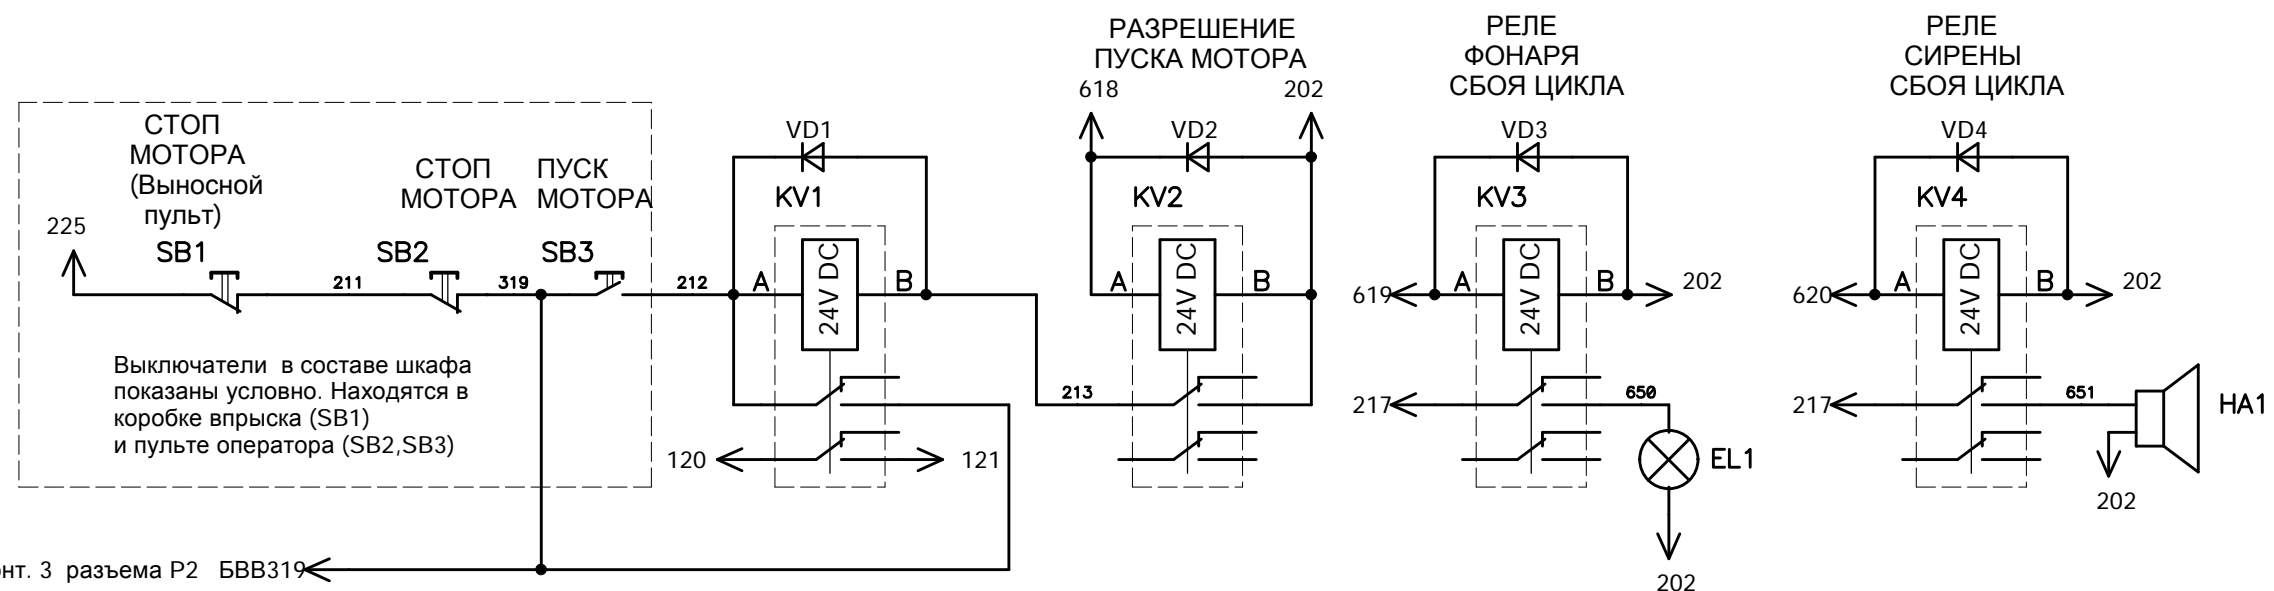 РАЗРЕШЕНИЕ
ПУСКА МОТОРА
РЕЛЕ
ФОНАРЯ
СБОЯ ЦИКЛА
РЕЛЕ
СИРЕНЫ
СБОЯ ЦИКЛА
СТОП
МОТОРА
(Выносной
пульт)
СТОП
МОТОРА
ПУСК
МОТОРА
225
SB1
211
SB2
319
SB3
212
VD1
KV1
A
24V DC
B
120
121
618
202
VD2
KV2
A
24V DC
B
213
VD3
KV3
619
A
24V DC
B
202
217
650
EL1
202
VD4
KV4
620
A
24V DC
B
202
217
651
HA1
202
Выключатели в составе шкафа
показаны условно. Находятся в
коробке впрыска (SB1)
и пульте оператора (SB2,SB3)
онт. 3 разъема P2 БВВ319